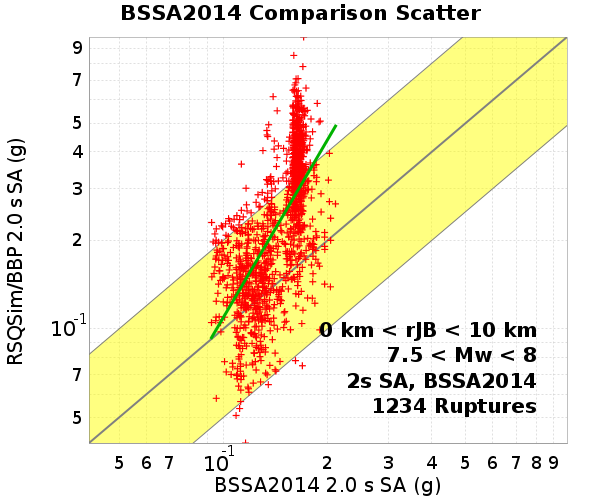 BSSA2014 Comparison Scatter
RSQSim/BBP 2.0 s SA (g)
9
7
5
4
3
2
10^-1
7
5
0 km < rJB < 10 km
7.5 < Mw < 8
2s SA, BSSA2014
1234 Ruptures
5 6 7 10^-1 2 3 4 5 6 7 8 9
BSSA2014 2.0 s SA (g)